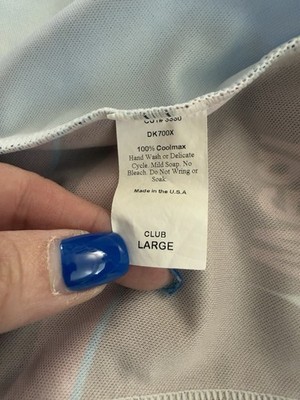 DK700X
100% Coolmax
Hand Wash or Delicate
Cycle. Mild Soap. No
Bleach. Do Not Wring or
Soak.
Made in the U.S.A
CLUB
LARGE